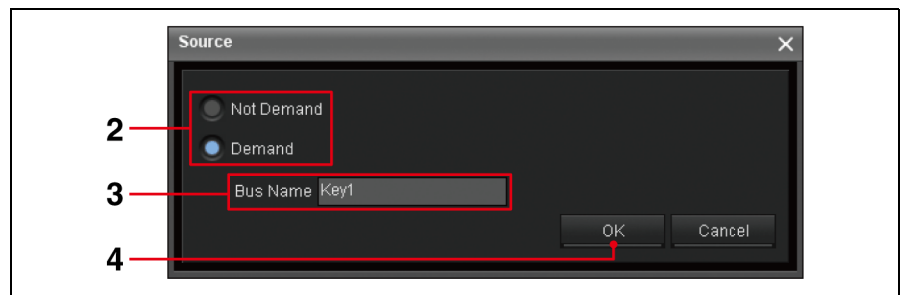 Source
2
Not Demand
Demand
3
Bus Name Key1
OK Cancel
4